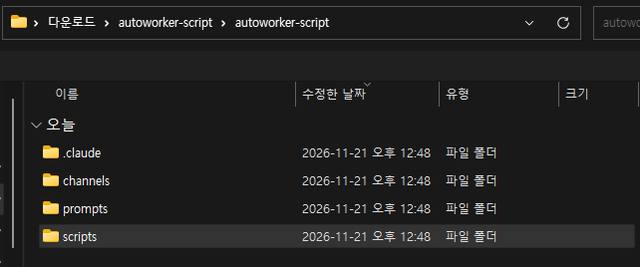 다운로드 > autoworker-script > autoworker-script
이름 수정한 날짜 유형 크기
오늘
.claude 2026-11-21 오후 12:48 파일 폴더
channels 2026-11-21 오후 12:48 파일 폴더
prompts 2026-11-21 오후 12:48 파일 폴더
scripts 2026-11-21 오후 12:48 파일 폴더